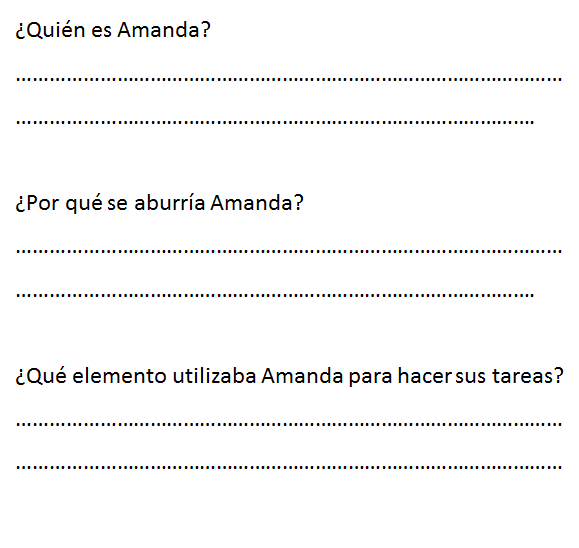 ¿Quién es Amanda?
……………………………………………………………………………………
……………………………………………………………………………….
¿Por qué se aburría Amanda?
……………………………………………………………………………………
……………………………………………………………………………….
¿Qué elemento utilizaba Amanda para hacer sus tareas?
……………………………………………………………………………………
……………………………………………………………………………………